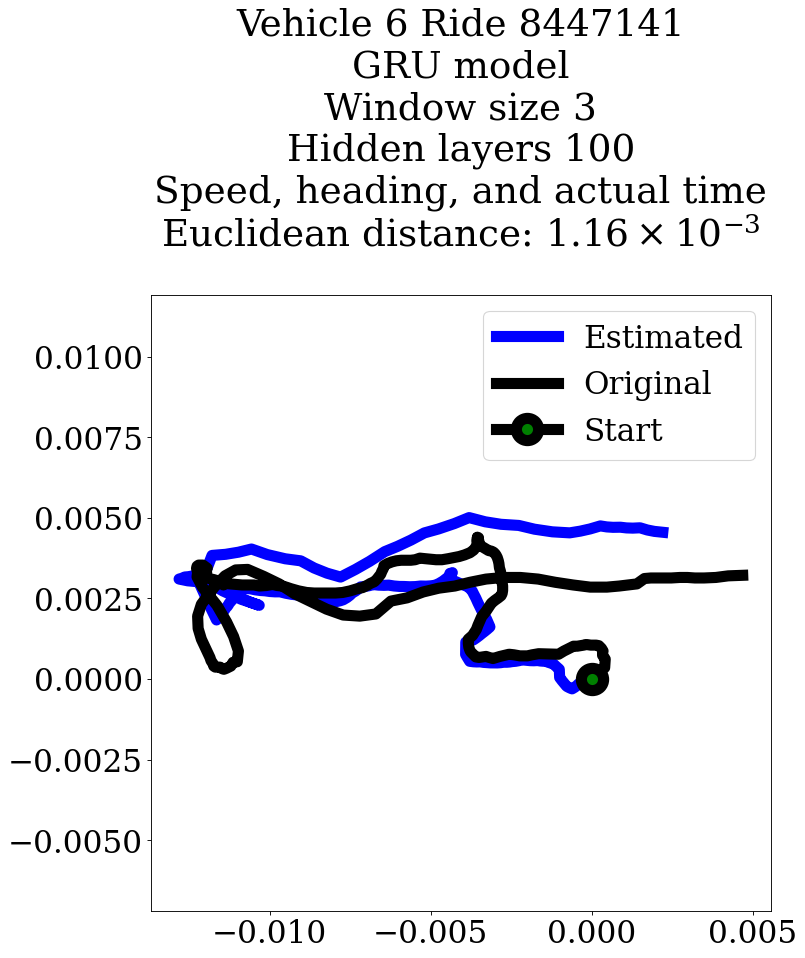 Vehicle 6 Ride 8447141
GRU model
Window size 3
Hidden layers 100
Speed, heading, and actual time
Euclidean distance: 1.16 × 10⁻³
Estimated
Original
Start
0.0100
0.0075
0.0050
0.0025
0.0000
−0.0025
−0.0050
−0.010 −0.005 0.000 0.005